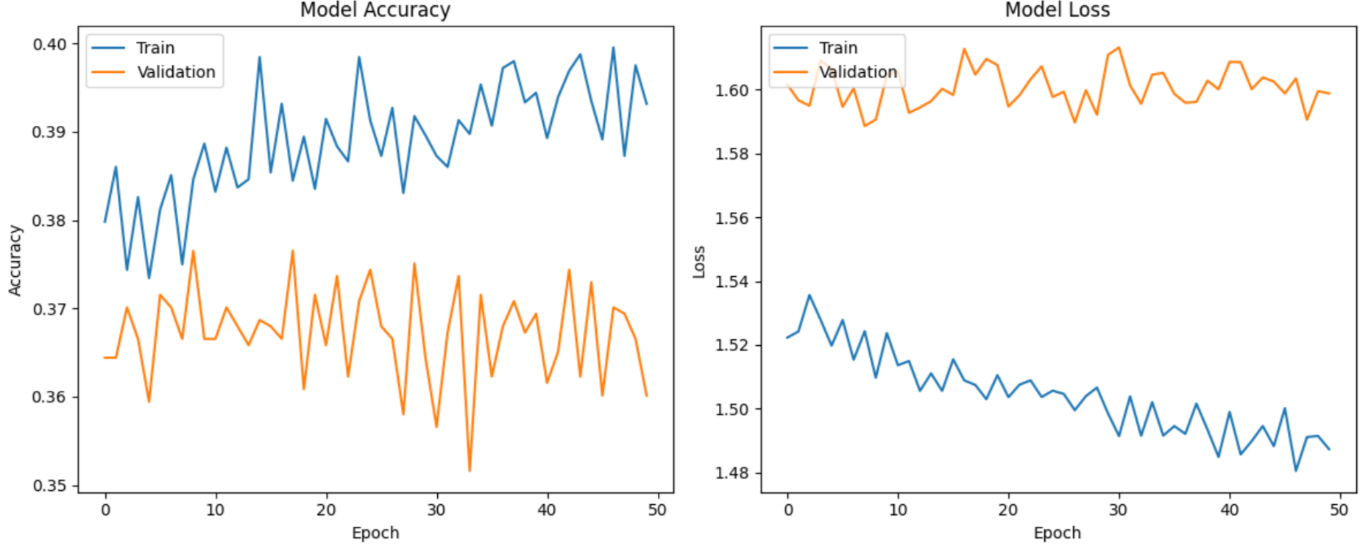 Model Accuracy
Train
Validation
0.40
0.39
0.38
0.37
0.36
0.35
Accuracy
0
10
20
30
40
50
Epoch
Model Loss
Train
Validation
1.60
1.58
1.56
1.54
1.52
1.50
1.48
Loss
0
10
20
30
40
50
Epoch